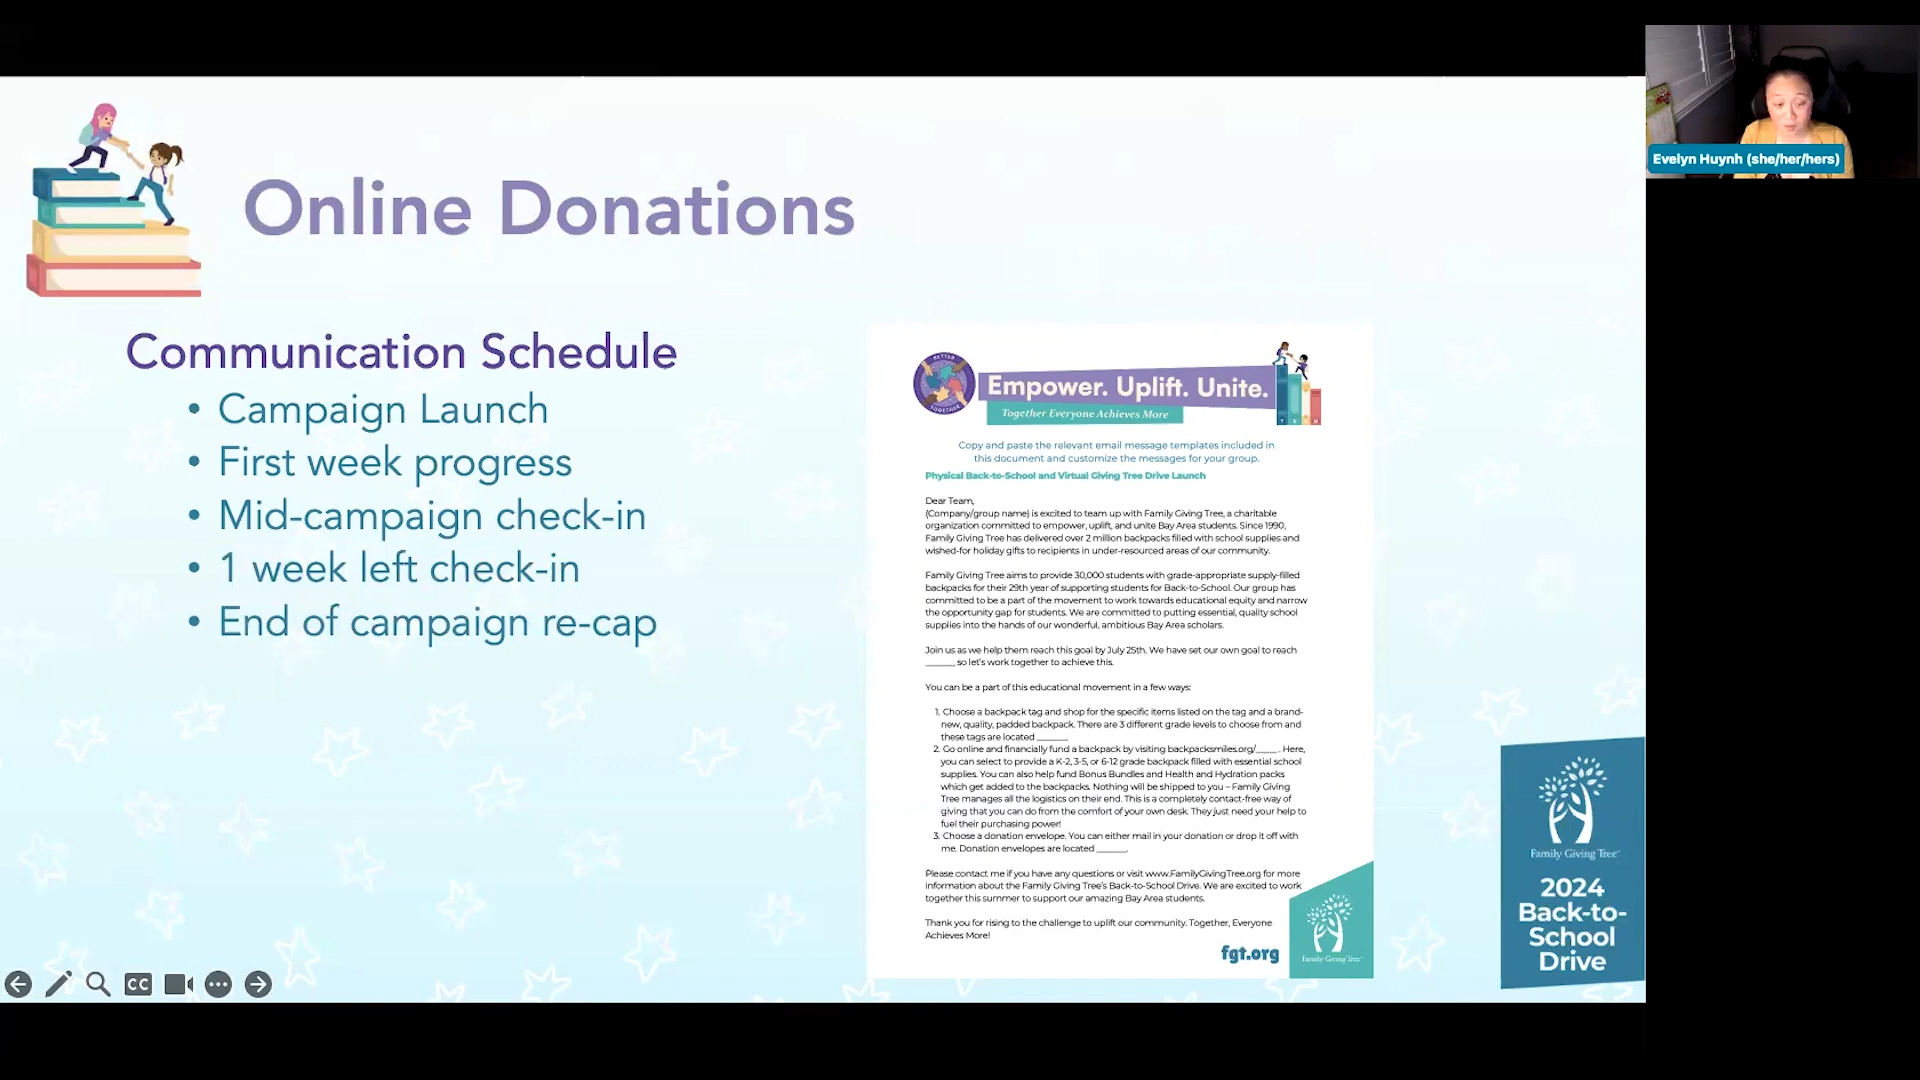 Evelyn Huynh (she/her/hers)
Online Donations
Communication Schedule
• Campaign Launch
• First week progress
• Mid-campaign check-in
• 1 week left check-in
• End of campaign re-cap
BETTER
TOGETHER
Empower. Uplift. Unite.
Together Everyone Achieves More
Copy and paste the relevant email message templates included in
this document and customize the messages for your group.
Physical Back-to-School and Virtual Giving Tree Drive Launch
Dear Team,
(Company/group name) is excited to team up with Family Giving Tree, a charitable
organization committed to empower, uplift, and unite Bay Area students. Since 1990,
Family Giving Tree has delivered over 2 million backpacks filled with school supplies and
wished-for holiday gifts to recipients in under-resourced areas of our community.
Family Giving Tree aims to provide 30,000 students with grade-appropriate supply-filled
backpacks for their 29th year of supporting students for Back-to-School. Our group has
committed to be a part of the movement to work towards educational equity and narrow
the opportunity gap for students. We are committed to putting essential, quality school
supplies into the hands of our wonderful, ambitious Bay Area scholars.
Join us as we help them reach this goal by July 25th. We have set our own goal to reach
______ so let's work together to achieve this.
You can be a part of this educational movement in a few ways:
1. Choose a backpack tag and shop for the specific items listed on the tag and a brand-
new, quality, padded backpack. There are 3 different grade levels to choose from and
these tags are located ______.
2. Go online and financially fund a backpack by visiting backpacksmiles.org/____. Here,
you can select to provide a K-2, 3-5, or 6-12 grade backpack filled with essential school
supplies. You can also help fund Bonus Bundles and Health and Hydration packs
which get added to the backpacks. Nothing will be shipped to you – Family Giving
Tree manages all the logistics on their end. This is a completely contact-free way of
giving that you can do from the comfort of your own desk. They just need your help to
fuel their purchasing power!
3. Choose a donation envelope. You can either mail in your donation or drop it off with
me. Donation envelopes are located ______.
Please contact me if you have any questions or visit www.FamilyGivingTree.org for more
information about the Family Giving Tree's Back-to-School Drive. We are excited to work
together this summer to support our amazing Bay Area students.
Thank you for rising to the challenge to uplift our community. Together, Everyone
Achieves More!
fgt.org
Family Giving Tree
Family Giving Tree™
2024
Back-to-
School
Drive
CC